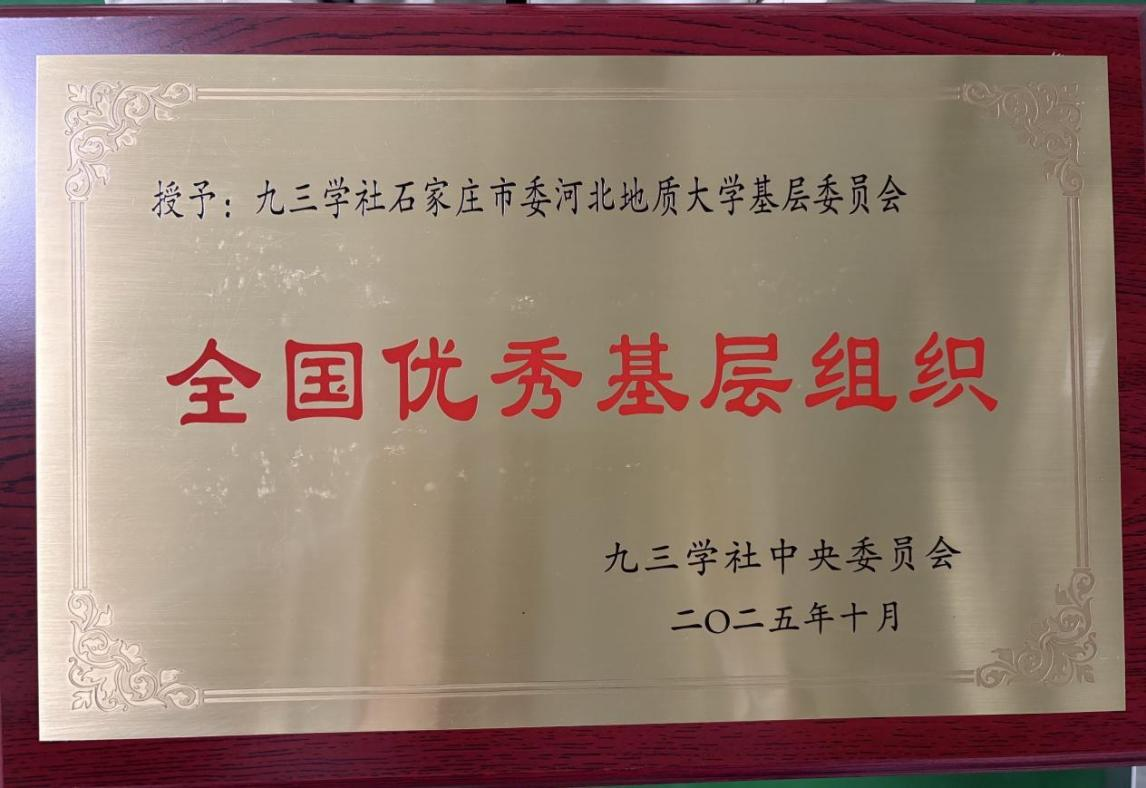 授予：九三学社石家庄市委河北地质大学基层委员会
全国优秀基层组织
九三学社中央委员会
二〇二五年十月